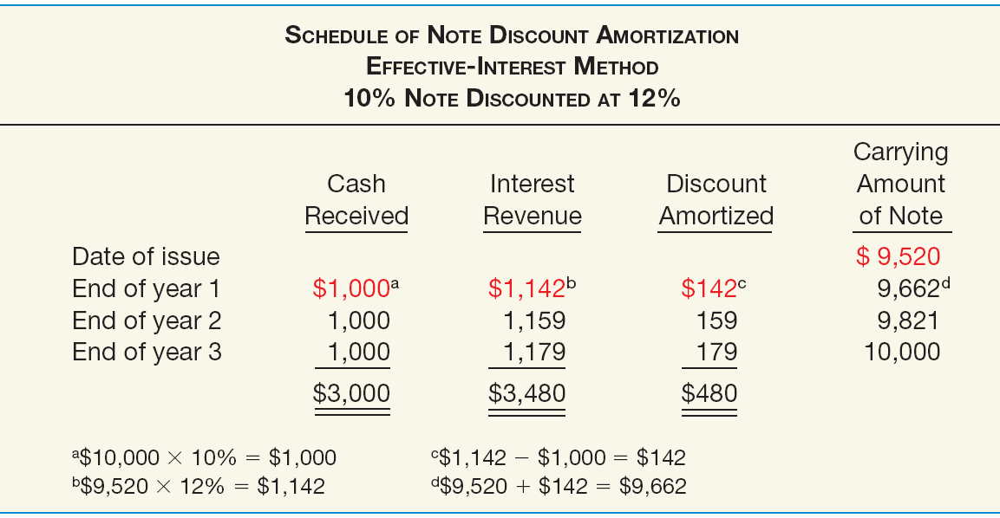 SCHEDULE OF NOTE DISCOUNT AMORTIZATION
EFFECTIVE-INTEREST METHOD
10% NOTE DISCOUNTED AT 12%
Carrying
Cash Interest Discount Amount
Received Revenue Amortized of Note
Date of issue $ 9,520
End of year 1 $1,000a $1,142b $142c 9,662d
End of year 2 1,000 1,159 159 9,821
End of year 3 1,000 1,179 179 10,000
$3,000 $3,480 $480
a$10,000 × 10% = $1,000 c$1,142 − $1,000 = $142
b$9,520 × 12% = $1,142 d$9,520 + $142 = $9,662